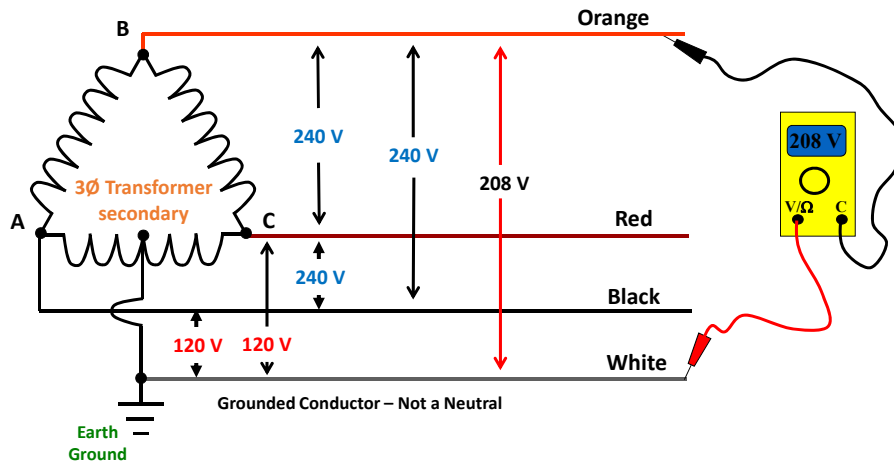 Orange
B
240 V
240 V
208 V
208 V
V/Ω
C
3Ø Transformer
secondary
A
C
Red
240 V
Black
120 V
120 V
White
Grounded Conductor – Not a Neutral
Earth
Ground